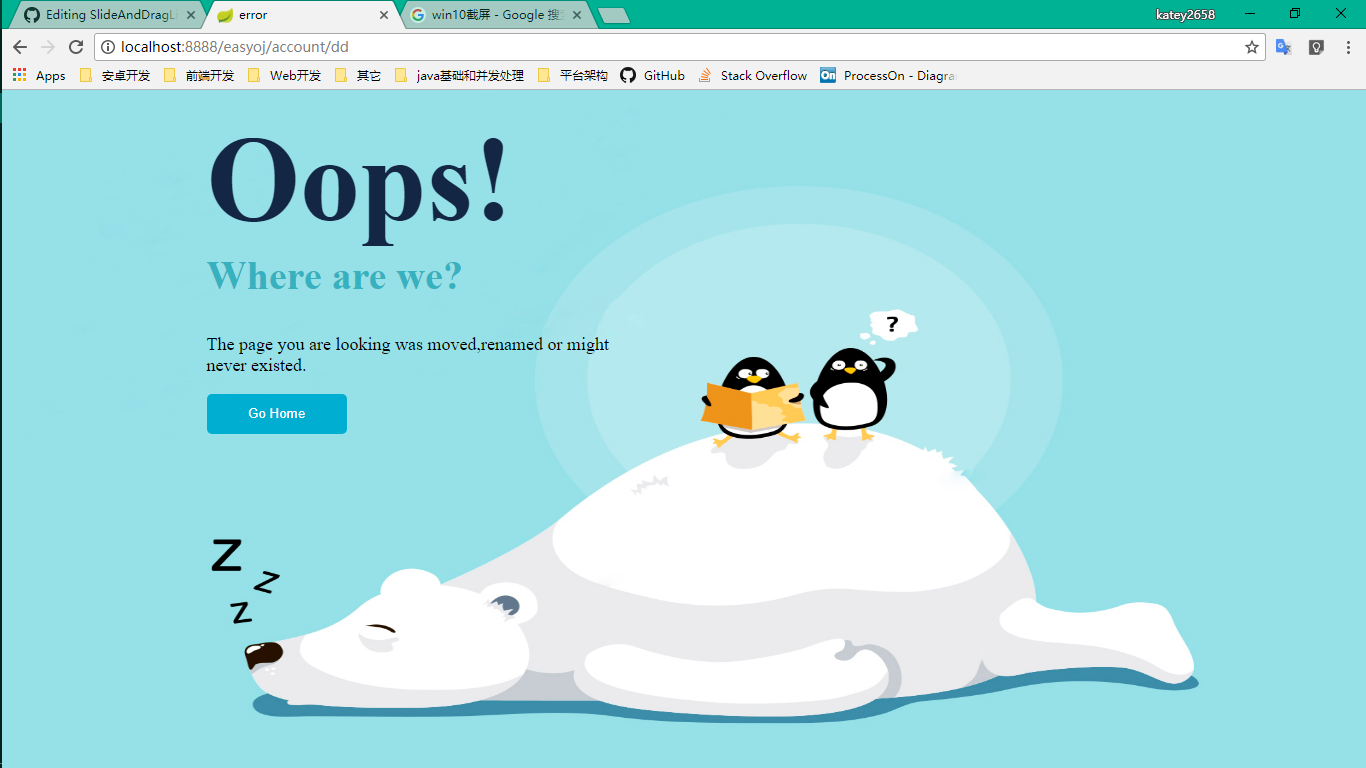 Editing SlideAndDragLi
error
win10截屏 - Google 搜
katey2658
localhost:8888/easyoj/account/dd
Apps 安卓开发 前端开发 Web开发 其它 java基础和并发处理 平台架构 GitHub Stack Overflow ProcessOn - Diagra
Oops!
Where are we?
The page you are looking was moved,renamed or might
never existed.
Go Home
?
Z
Z
Z